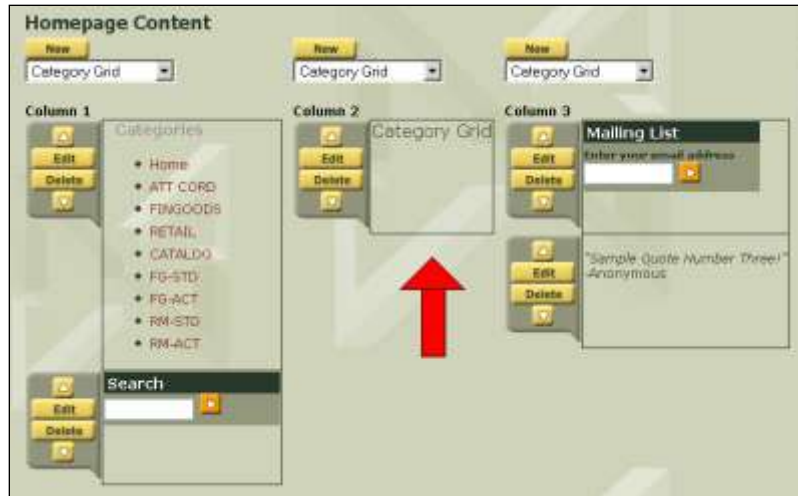 Homepage Content
New
Category Grid
New
Category Grid
New
Category Grid
Column 1
Categories
Edit
Delete
• Home
• ATT CORD
• FINGOODS
• RETAIL
• CATALOG
• FG-STD
• FG-ACT
• RM-STD
• RM-ACT
Search
Edit
Delete
Column 2
Category Grid
Edit
Delete
Column 3
Mailing List
Enter your email address
Edit
Delete
"Sample Quote Number Three!"
-Anonymous
Edit
Delete